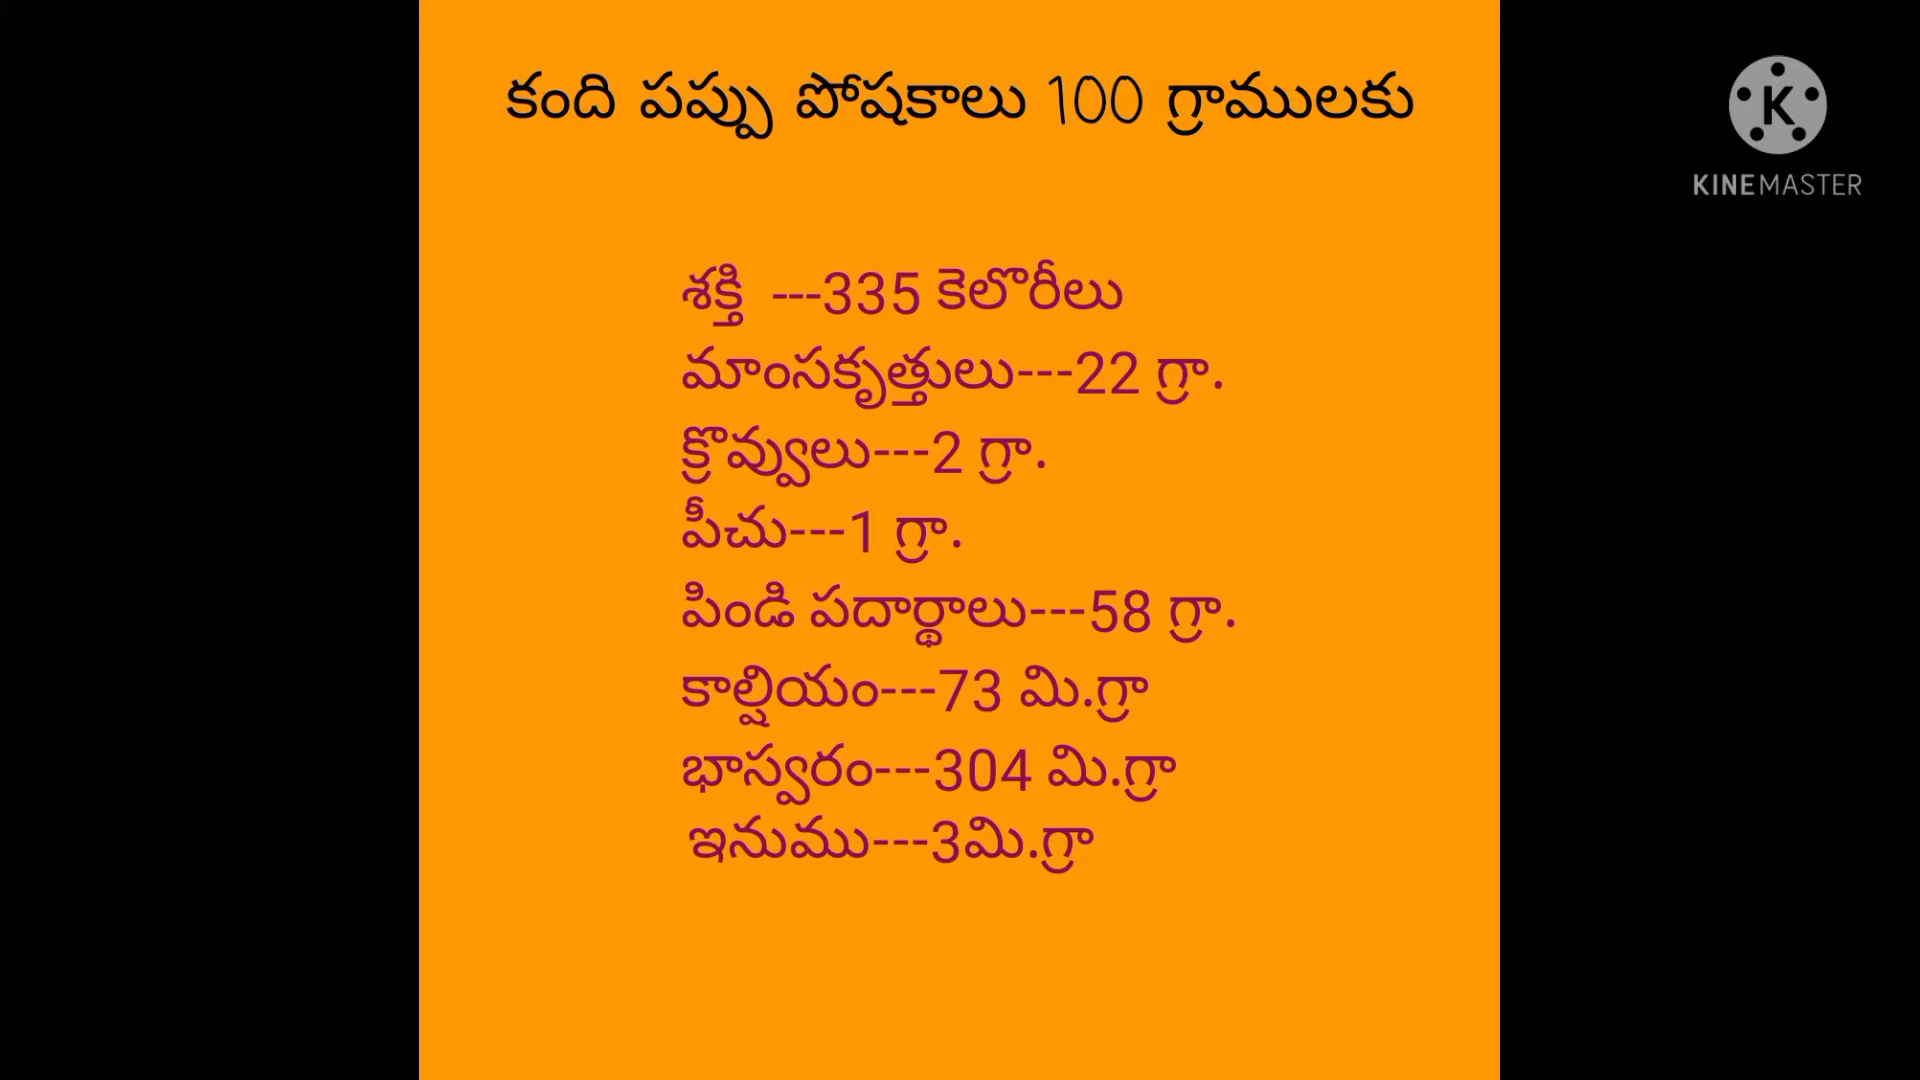 కంది పప్పు పోషకాలు 100 గ్రాములకు
K
KINEMASTER
శక్తి ---335 కెలొరీలు
మాంసకృత్తులు---22 గ్రా.
క్రొవ్వులు---2 గ్రా.
పీచు---1 గ్రా.
పిండి పదార్థాలు---58 గ్రా.
కాల్షియం---73 మి.గ్రా
భాస్వరం---304 మి.గ్రా
ఇనుము---3మి.గ్రా